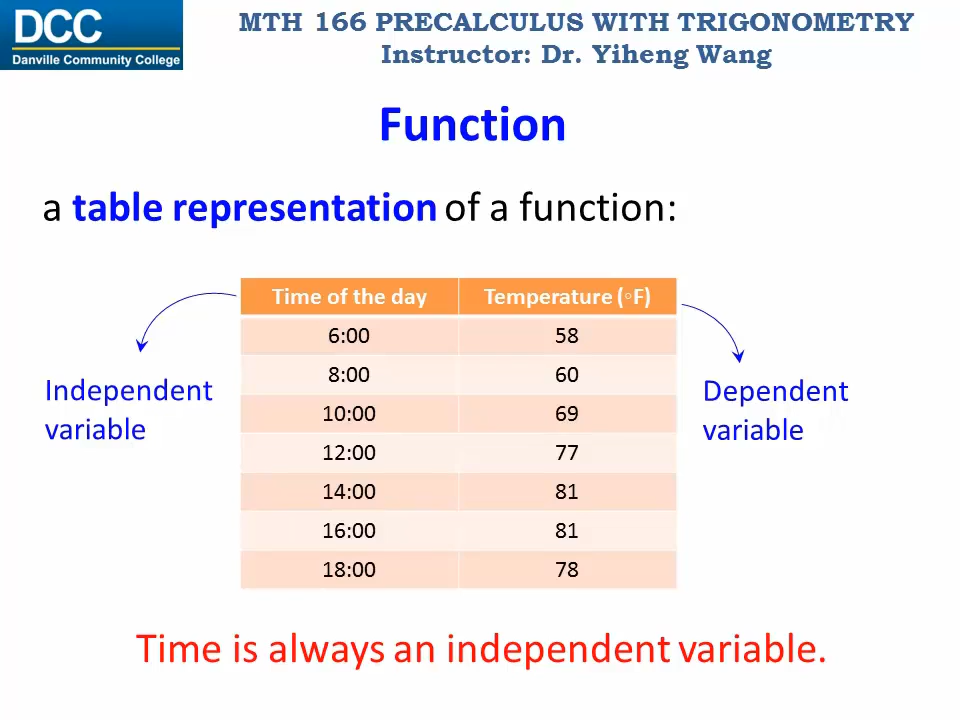 DCC
Danville Community College
MTH 166 PRECALCULUS WITH TRIGONOMETRY
Instructor: Dr. Yiheng Wang
Function
a table representation of a function:
Time of the day Temperature (◦F)
6:00 58
8:00 60
10:00 69
12:00 77
14:00 81
16:00 81
18:00 78
Independent
variable
Dependent
variable
Time is always an independent variable.